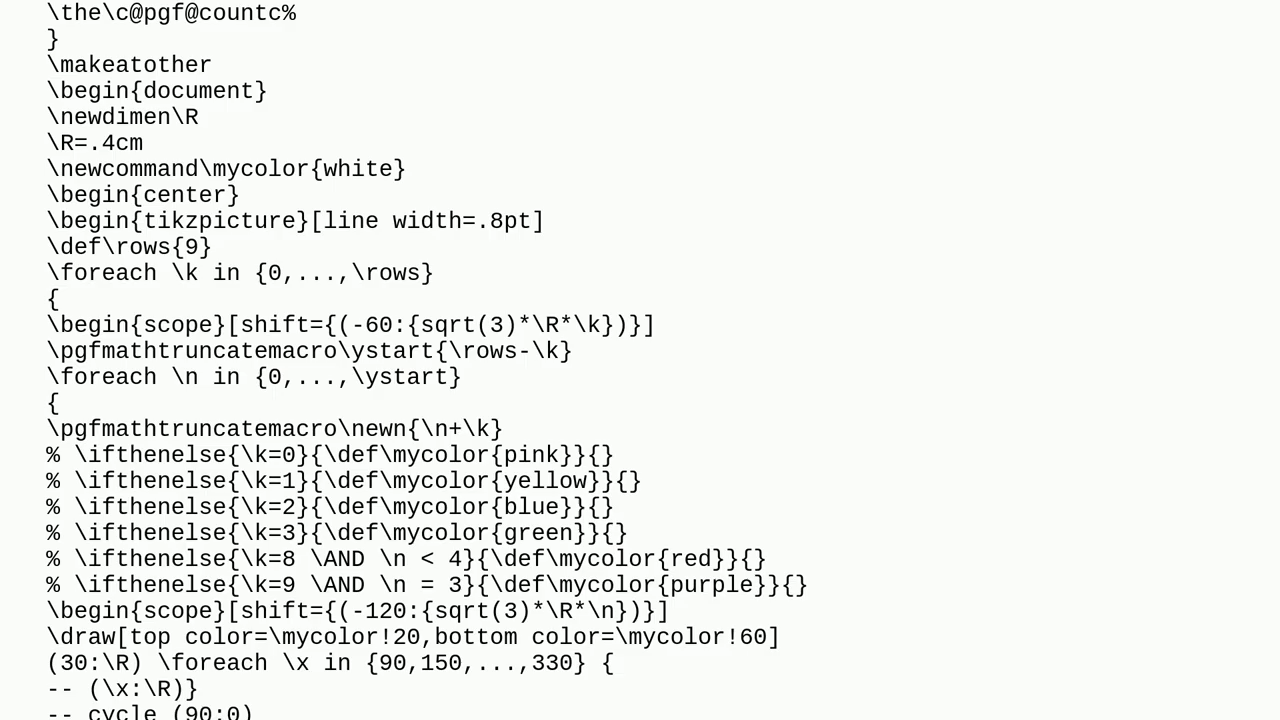 \the\c@pgf@countc%
}
\makeatother
\begin{document}
\newdimen\R
\R=.4cm
\newcommand\mycolor{white}
\begin{center}
\begin{tikzpicture}[line width=.8pt]
\def\rows{9}
\foreach \k in {0,...,\rows}
{
\begin{scope}[shift={(-60:{sqrt(3)*\R*\k})}]
\pgfmathtruncatemacro\ystart{\rows-\k}
\foreach \n in {0,...,\ystart}
{
\pgfmathtruncatemacro\newn{\n+\k}
% \ifthenelse{\k=0}{\def\mycolor{pink}}{}
% \ifthenelse{\k=1}{\def\mycolor{yellow}}{}
% \ifthenelse{\k=2}{\def\mycolor{blue}}{}
% \ifthenelse{\k=3}{\def\mycolor{green}}{}
% \ifthenelse{\k=8 \AND \n < 4}{\def\mycolor{red}}{}
% \ifthenelse{\k=9 \AND \n = 3}{\def\mycolor{purple}}{}
\begin{scope}[shift={(-120:{sqrt(3)*\R*\n})}]
\draw[top color=\mycolor!20,bottom color=\mycolor!60]
(30:\R) \foreach \x in {90,150,...,330} {
-- (\x:\R)}
-- cycle (90:0)